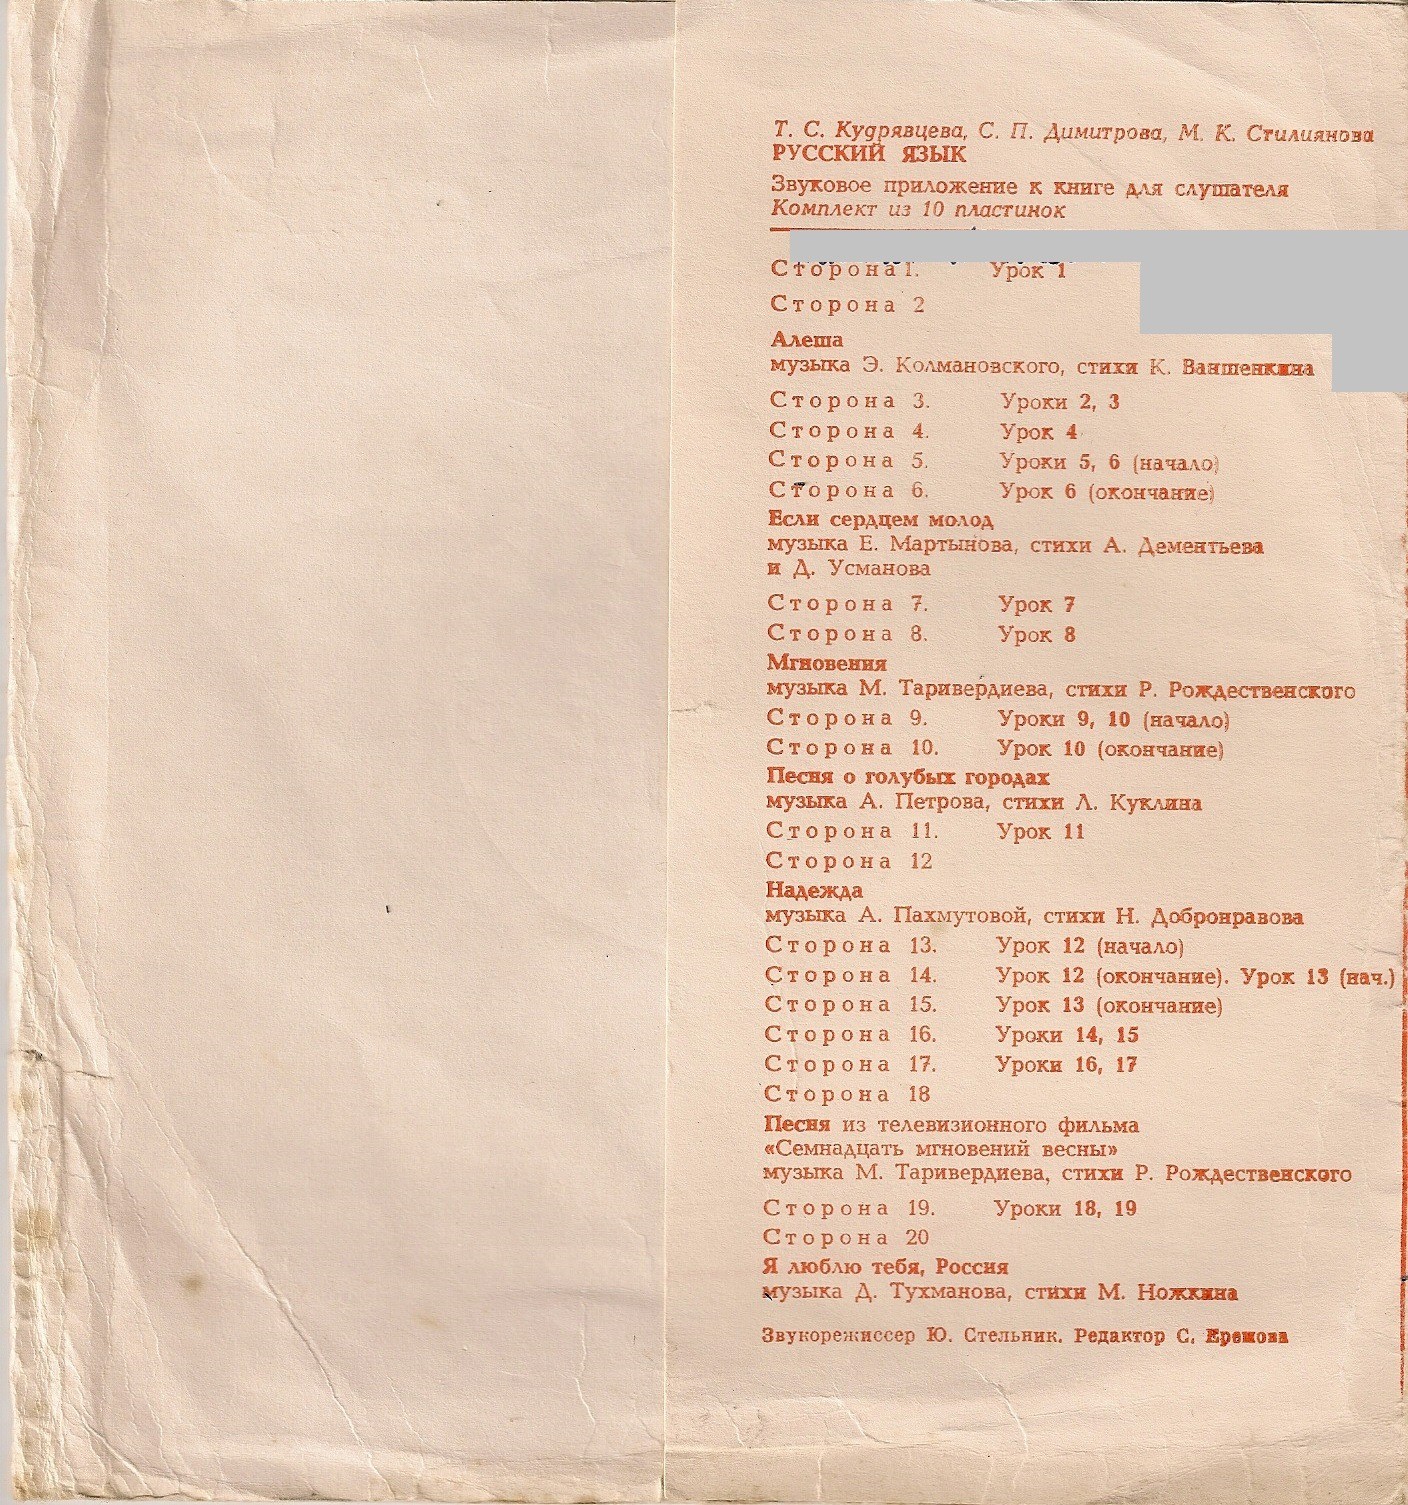 Т. С. Кудрявцева, С. П. Димитрова, М. К. Стилиянова
РУССКИЙ ЯЗЫК
Звуковое приложение к книге для слушателя
Комплект из 10 пластинок
Сторона 1. Урок 1
Сторона 2
Алеша
музыка Э. Колмановского, стихи К. Ваншенкина
Сторона 3. Уроки 2, 3
Сторона 4. Урок 4
Сторона 5. Уроки 5, 6 (начало)
Сторона 6. Урок 6 (окончание)
Если сердцем молод
музыка Е. Мартынова, стихи А. Дементьева
и Д. Усманова
Сторона 7. Урок 7
Сторона 8. Урок 8
Мгновения
музыка М. Таривердиева, стихи Р. Рождественского
Сторона 9. Уроки 9, 10 (начало)
Сторона 10. Урок 10 (окончание)
Песня о голубых городах
музыка А. Петрова, стихи Л. Куклина
Сторона 11. Урок 11
Сторона 12
Надежда
музыка А. Пахмутовой, стихи Н. Добронравова
Сторона 13. Урок 12 (начало)
Сторона 14. Урок 12 (окончание). Урок 13 (нач.)
Сторона 15. Урок 13 (окончание)
Сторона 16. Уроки 14, 15
Сторона 17. Уроки 16, 17
Сторона 18
Песня из телевизионного фильма
«Семнадцать мгновений весны»
музыка М. Таривердиева, стихи Р. Рождественского
Сторона 19. Уроки 18, 19
Сторона 20
Я люблю тебя, Россия
музыка Д. Тухманова, стихи М. Ножкина
Звукорежиссер Ю. Стельник. Редактор С. Еремова